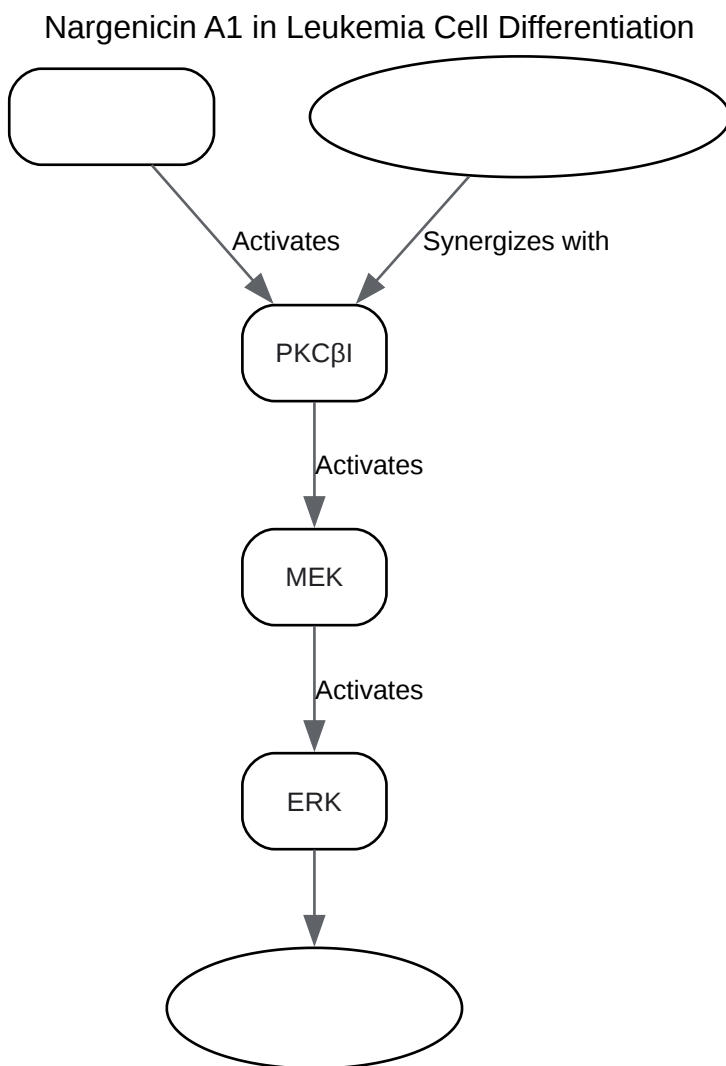 Nargenicin A1 in Leukemia Cell Differentiation
Activates
Synergizes with
PKCβI
Activates
MEK
Activates
ERK